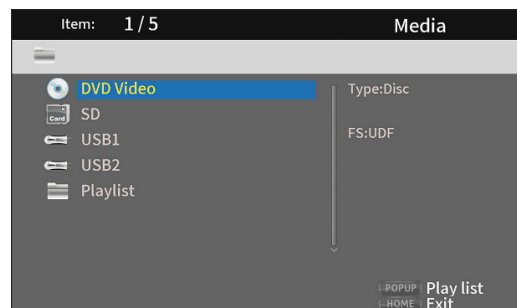 Item: 1/5 Media
DVD Video
Type:Disc
Card SD
USB1
FS:UDF
USB2
Playlist
POPUP Play list
HOME Exit